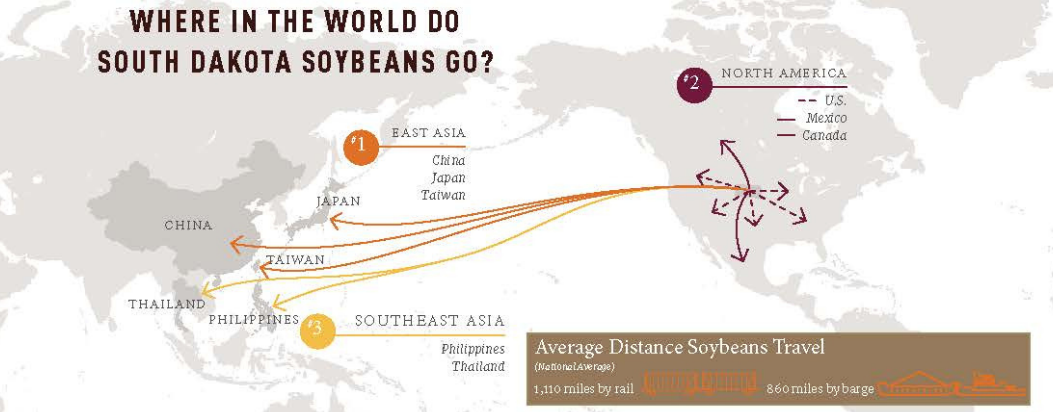 WHERE IN THE WORLD DO
SOUTH DAKOTA SOYBEANS GO?
#2 NORTH AMERICA
U.S.
Mexico
Canada
#1 EAST ASIA
China
Japan
Taiwan
JAPAN
CHINA
TAIWAN
THAILAND
PHILIPPINES
#3 SOUTHEAST ASIA
Philippines
Thailand
Average Distance Soybeans Travel
(National Average)
1,110 miles by rail
860 miles by barge